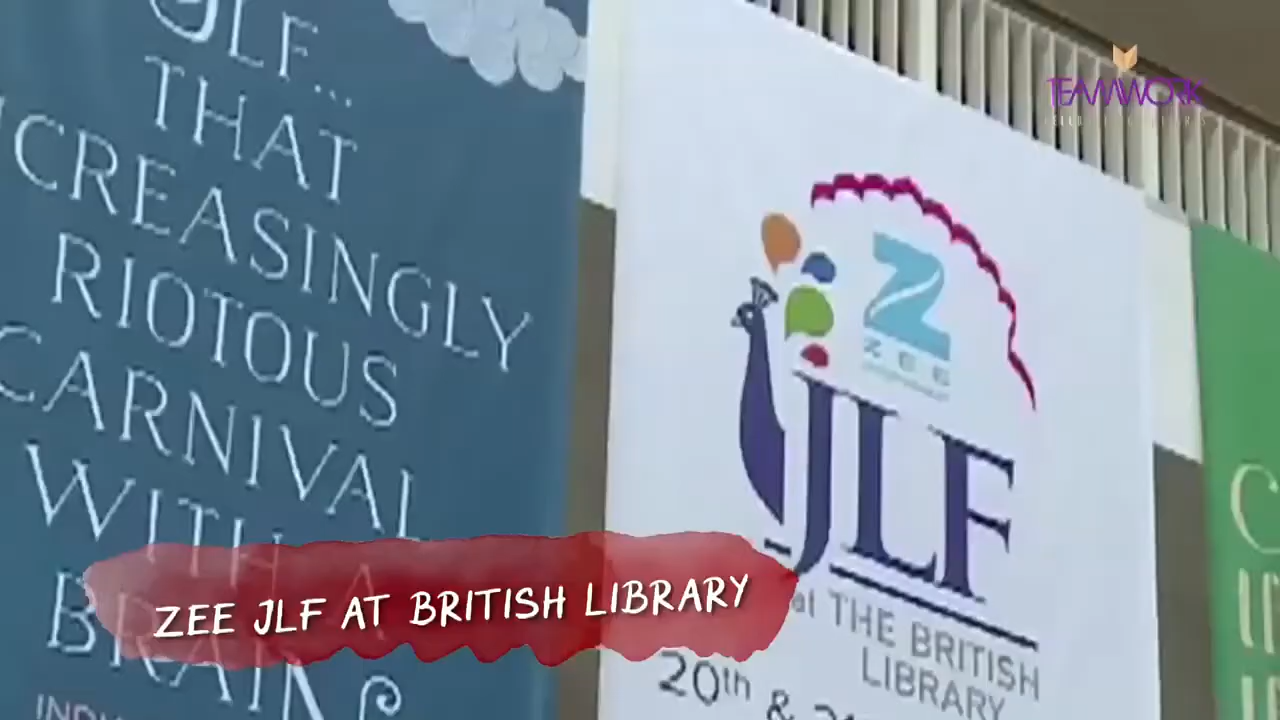 JLF...
THAT
CREASINGLY
RIOTOUS
CARNIVAL
WITH A
BRAIN
ZEE
JLF
at THE BRITISH
LIBRARY
20th &
TEAMWORK
ZEE JLF AT BRITISH LIBRARY